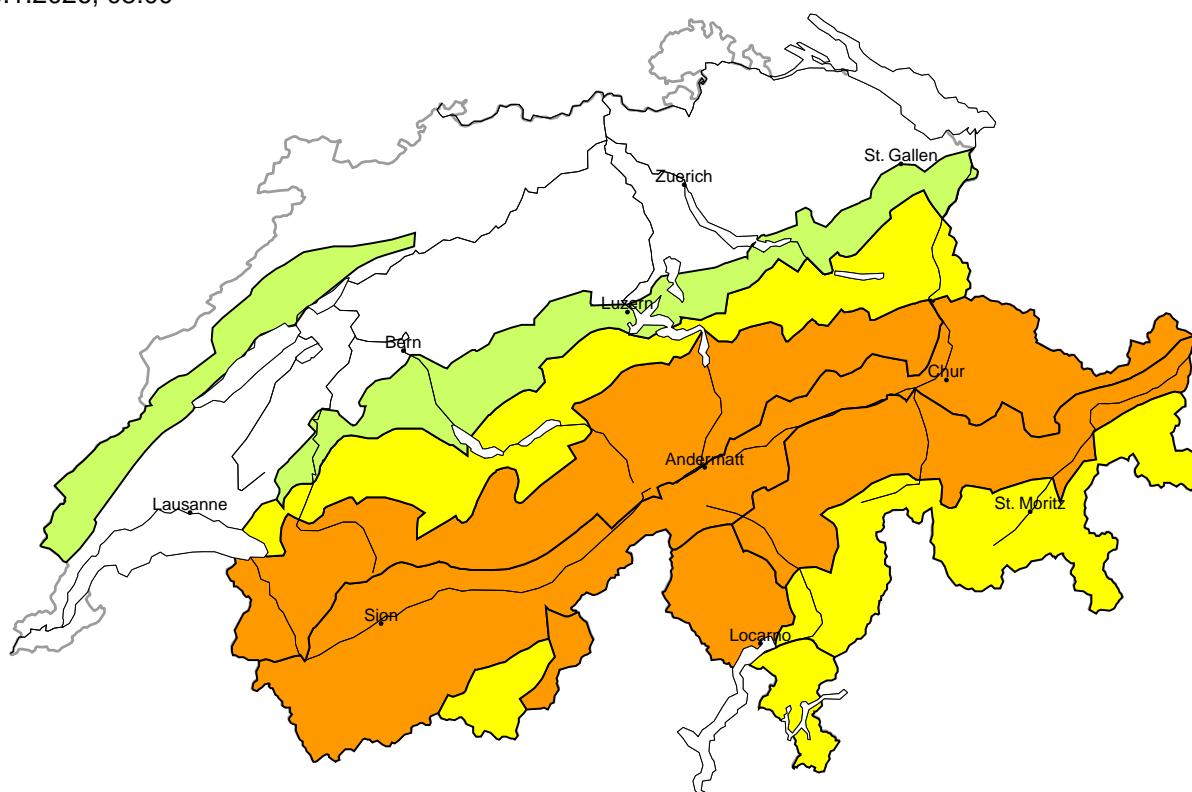 St. Gallen
Zuerich
Luzern
Bern
Chur
Andermatt
Lausanne
St. Moritz
Sion
Locarno